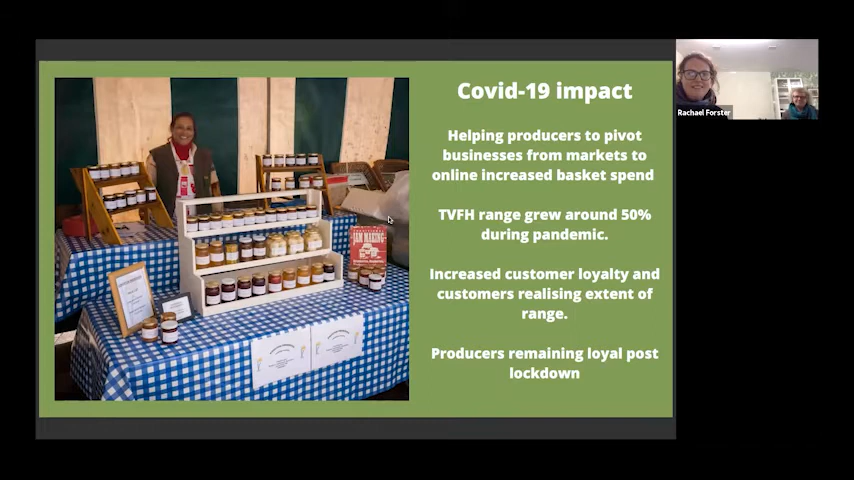 Covid-19 impact
Helping producers to pivot
businesses from markets to
online increased basket spend
TVFH range grew around 50%
during pandemic.
Increased customer loyalty and
customers realising extent of
range.
Producers remaining loyal post
lockdown
JAM MAKING
Rachael Forster